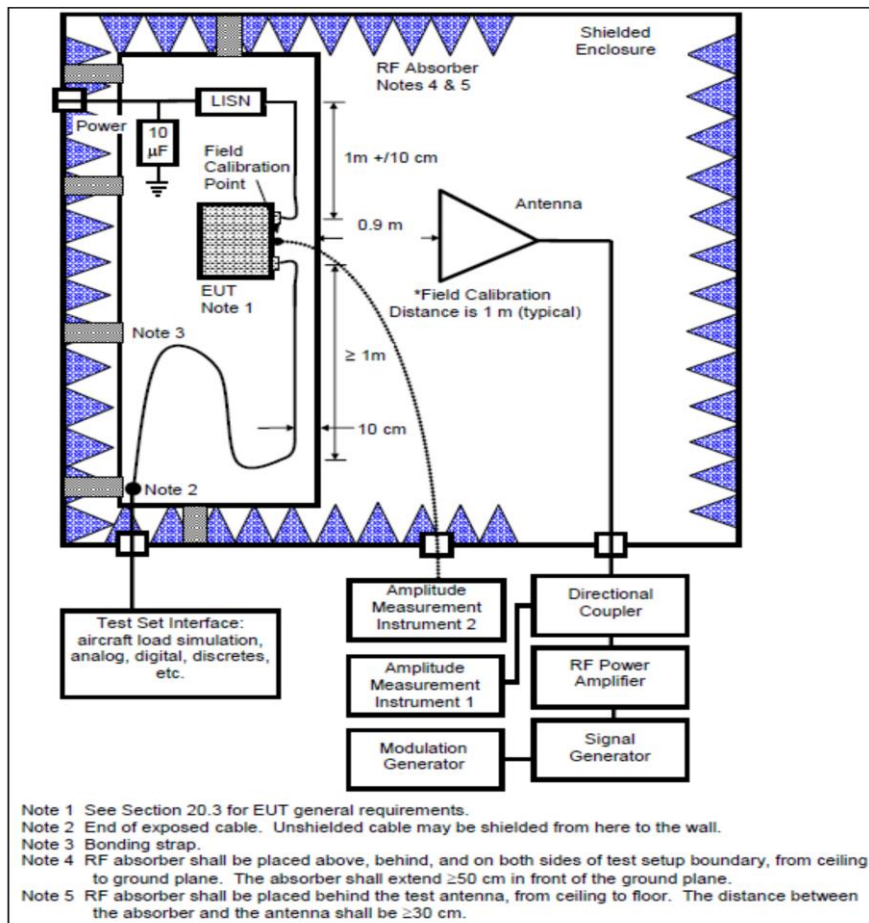 Shielded
Enclosure
RF Absorber
Notes 4 & 5
LISN
Power
10
µF
Field
Calibration
Point
1m +/10 cm
0.9 m
Antenna
EUT
Note 1
*Field Calibration
Distance is 1 m (typical)
Note 3
≥ 1m
10 cm
Note 2
Test Set Interface:
aircraft load simulation,
analog, digital, discretes,
etc.
Amplitude
Measurement
Instrument 2
Directional
Coupler
Amplitude
Measurement
Instrument 1
RF Power
Amplifier
Modulation
Generator
Signal
Generator
Note 1 See Section 20.3 for EUT general requirements.
Note 2 End of exposed cable. Unshielded cable may be shielded from here to the wall.
Note 3 Bonding strap.
Note 4 RF absorber shall be placed above, behind, and on both sides of test setup boundary, from ceiling
to ground plane. The absorber shall extend ≥50 cm in front of the ground plane.
Note 5 RF absorber shall be placed behind the test antenna, from ceiling to floor. The distance between
the absorber and the antenna shall be ≥30 cm.